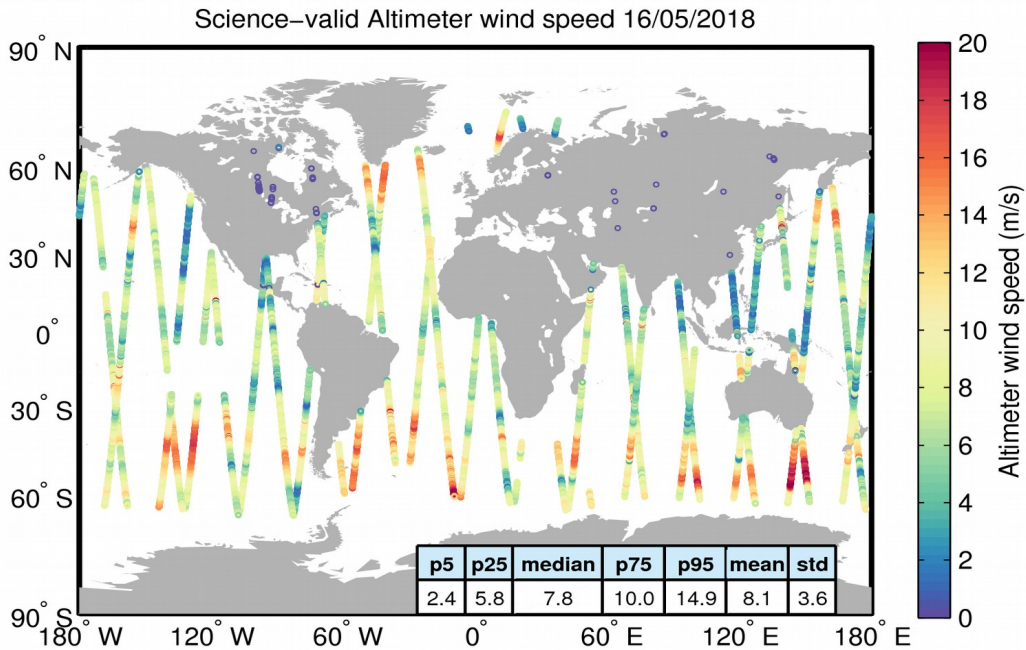 Science−valid Altimeter wind speed 16/05/2018
90° N
60° N
30° N
0°
30° S
60° S
90° S
180° W
120° W
60° W
0°
60° E
120° E
180° E
p5 p25 median p75 p95 mean std
2.4 5.8 7.8 10.0 14.9 8.1 3.6
20
18
16
14
12
10
8
6
4
2
0
Altimeter wind speed (m/s)